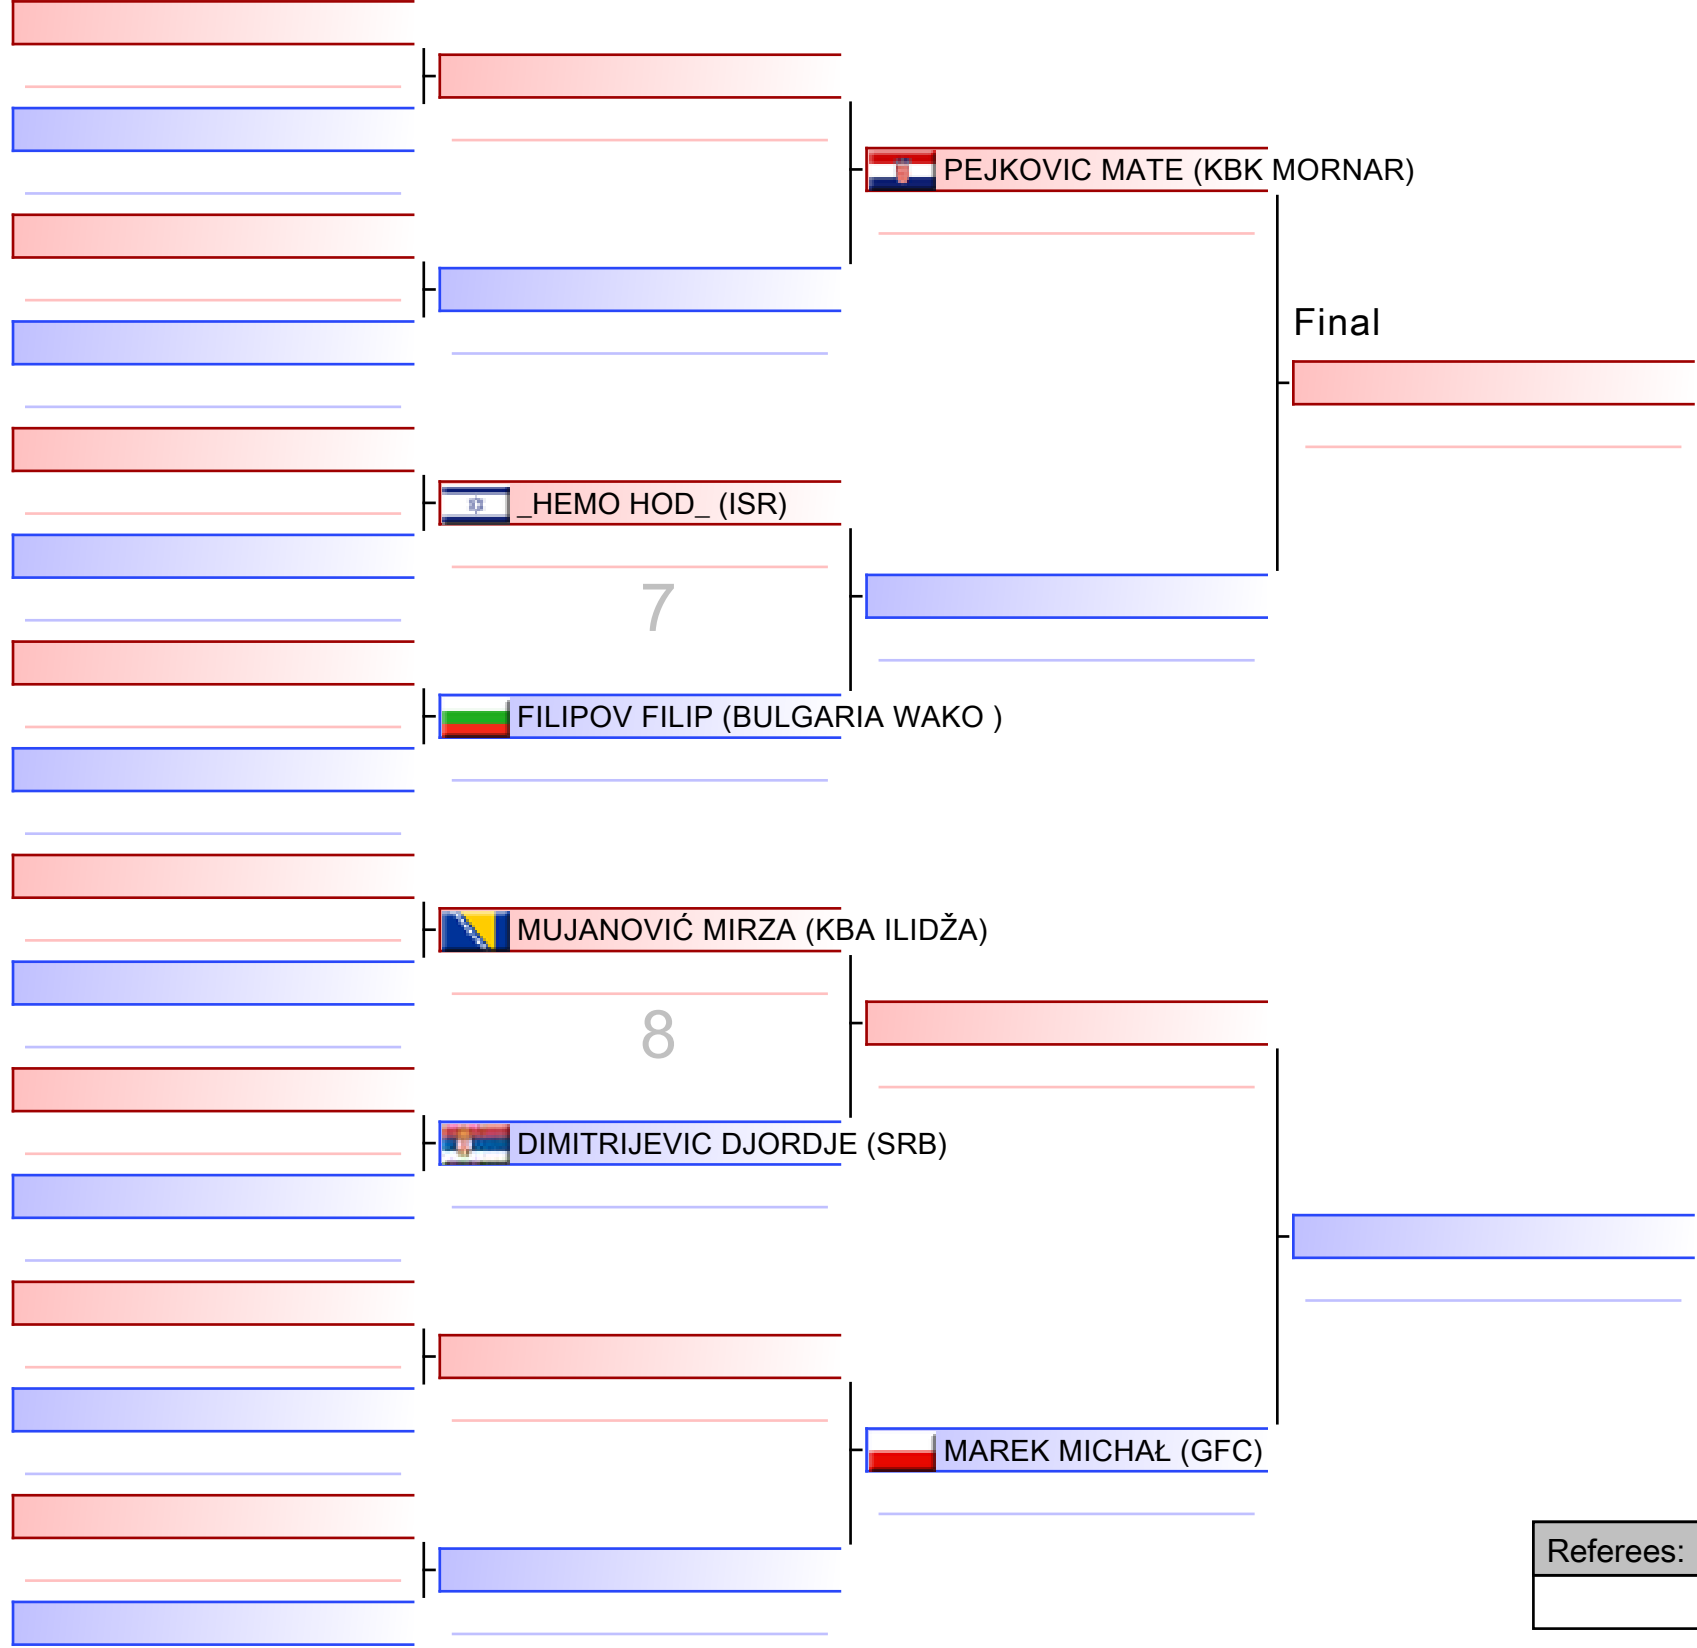 PEJKOVIC MATE (KBK MORNAR)
Final
_HEMO HOD_ (ISR)
7
FILIPOV FILIP (BULGARIA WAKO )
MUJANOVIĆ MIRZA (KBA ILIDŽA)
8
DIMITRIJEVIC DJORDJE (SRB)
MAREK MICHAŁ (GFC)
Referees: